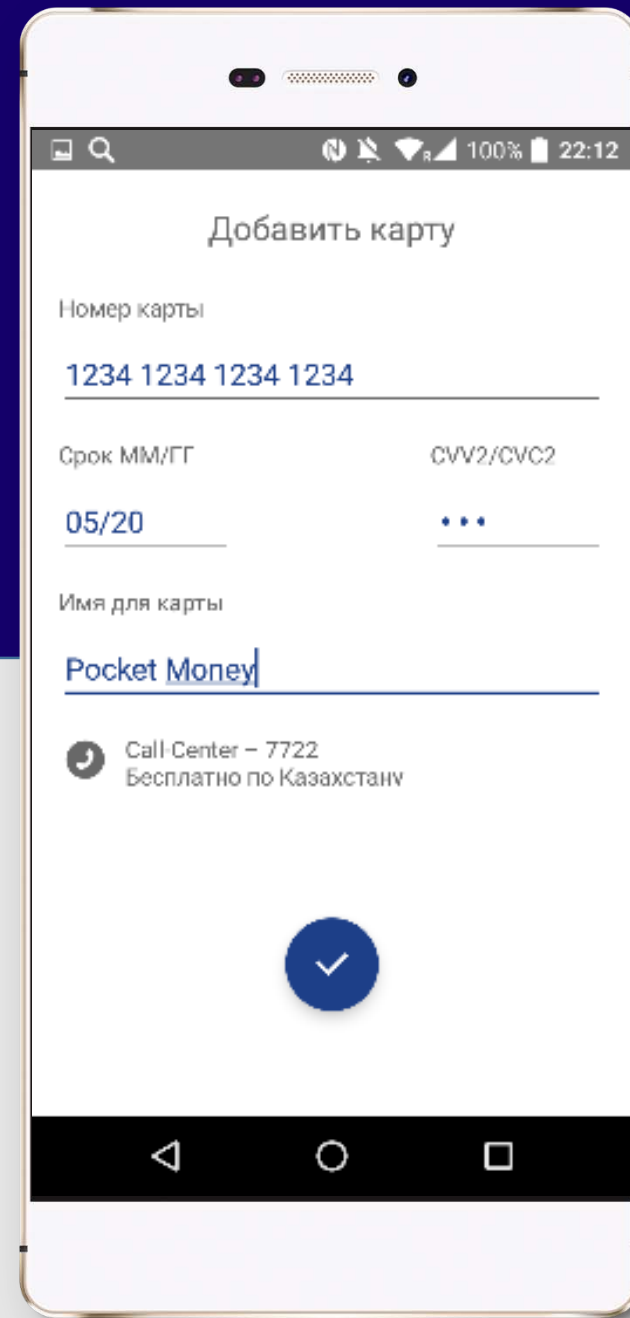 100% 22:12
Добавить карту
Номер карты
1234 1234 1234 1234
Срок ММ/ГГ CVV2/CVC2
05/20 •••
Имя для карты
Pocket Money
Call-Center – 7722
Бесплатно по Казахстану